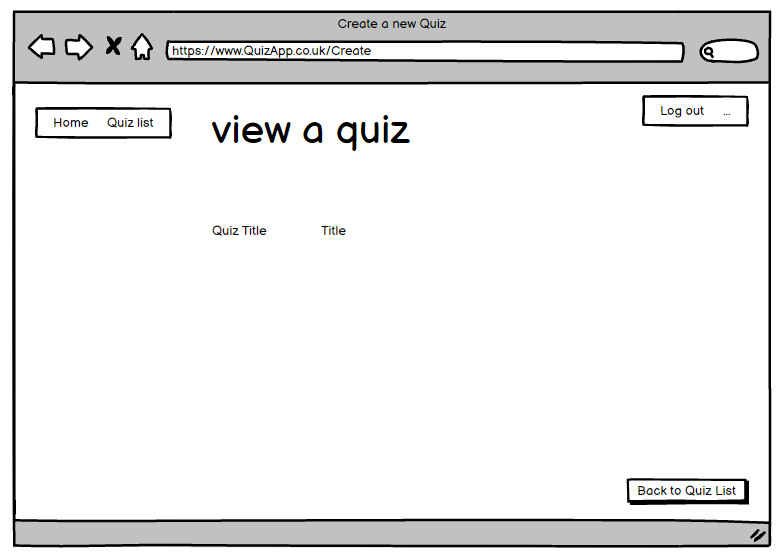 Create a new Quiz
https://www.QuizApp.co.uk/Create
Log out ...
Home Quiz list
view a quiz
Quiz Title Title
Back to Quiz List